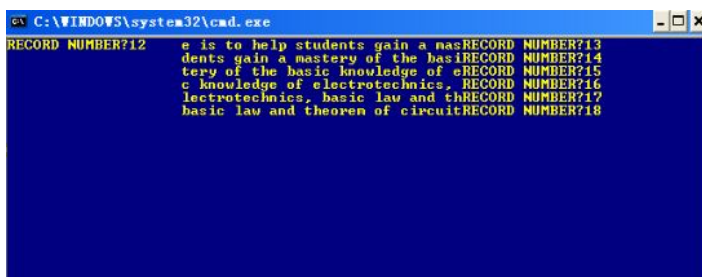 C:\WINDOWS\system32\cmd.exe
RECORD NUMBER?12 e is to help students gain a masRECORD NUMBER?13
dents gain a mastery of the basiRECORD NUMBER?14
tery of the basic knowledge of eRECORD NUMBER?15
c knowledge of electrotechnics, RECORD NUMBER?16
lectrotechnics, basic law and thRECORD NUMBER?17
basic law and theorem of circuitRECORD NUMBER?18